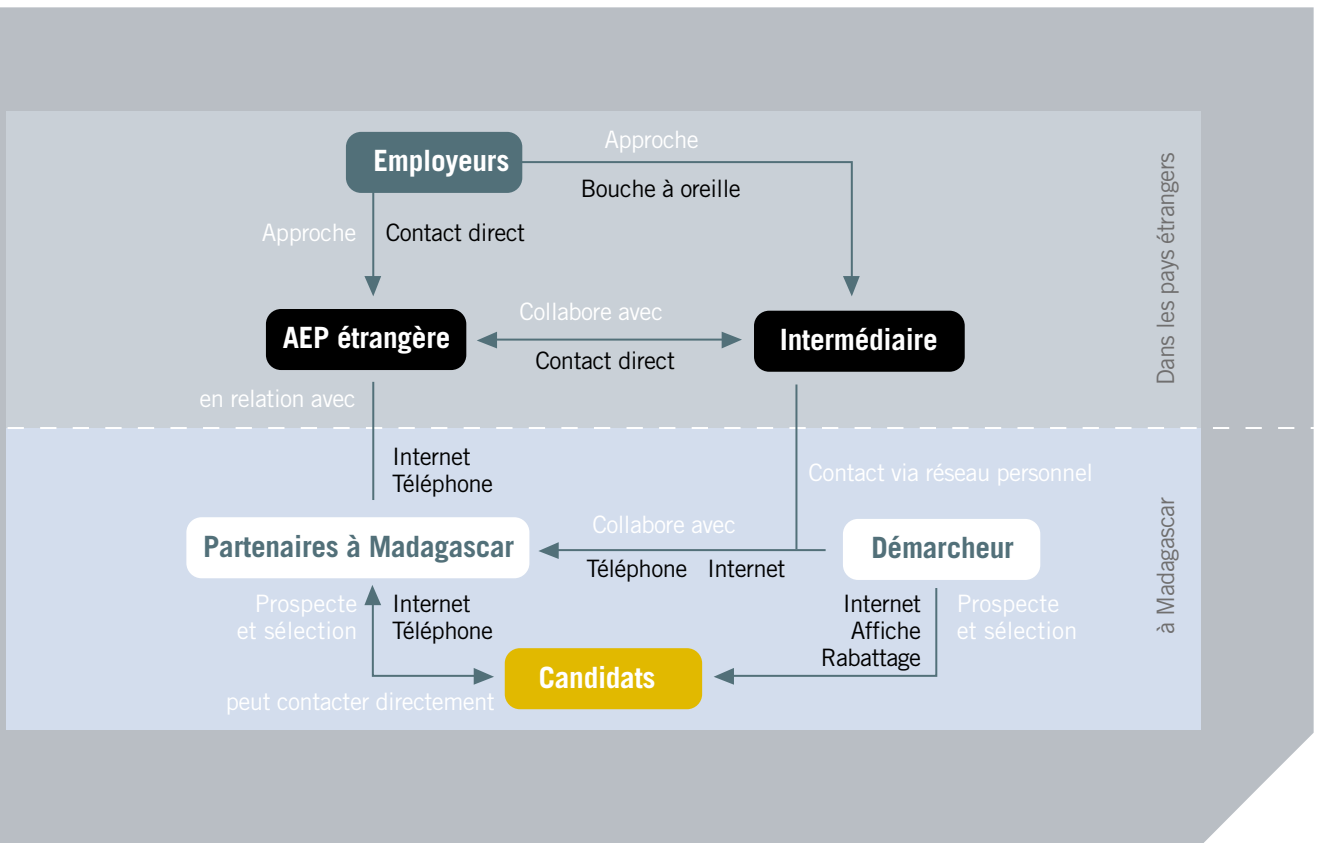 Approche
Employeurs
Bouche à oreille
Approche
Contact direct
Dans les pays étrangers
Collabore avec
AEP étrangère
Intermédiaire
Contact direct
en relation avec
Internet
Téléphone
Contact via réseau personnel
Collabore avec
Partenaires à Madagascar
Démarcheur
Téléphone Internet
à Madagascar
Prospecte
et sélection
Internet
Téléphone
Internet
Affiche
Rabattage
Prospecte
et sélection
Candidats
peut contacter directement